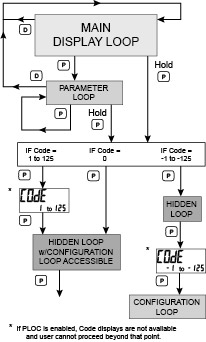 MAIN
DISPLAY LOOP
D
P
Hold
P
D
PARAMETER
LOOP
P
P
Hold
P
IF Code =
1 to 125
IF Code =
0
IF Code =
-1 to -125
P
P
P
*
COdE
1 to 125
HIDDEN
LOOP
P
P
HIDDEN LOOP
w/CONFIGURATION
LOOP ACCESSIBLE
*
COdE
-1 to -125
P
P
CONFIGURATION
LOOP
* If PLOC is enabled, Code displays are not available
and user cannot proceed beyond that point.